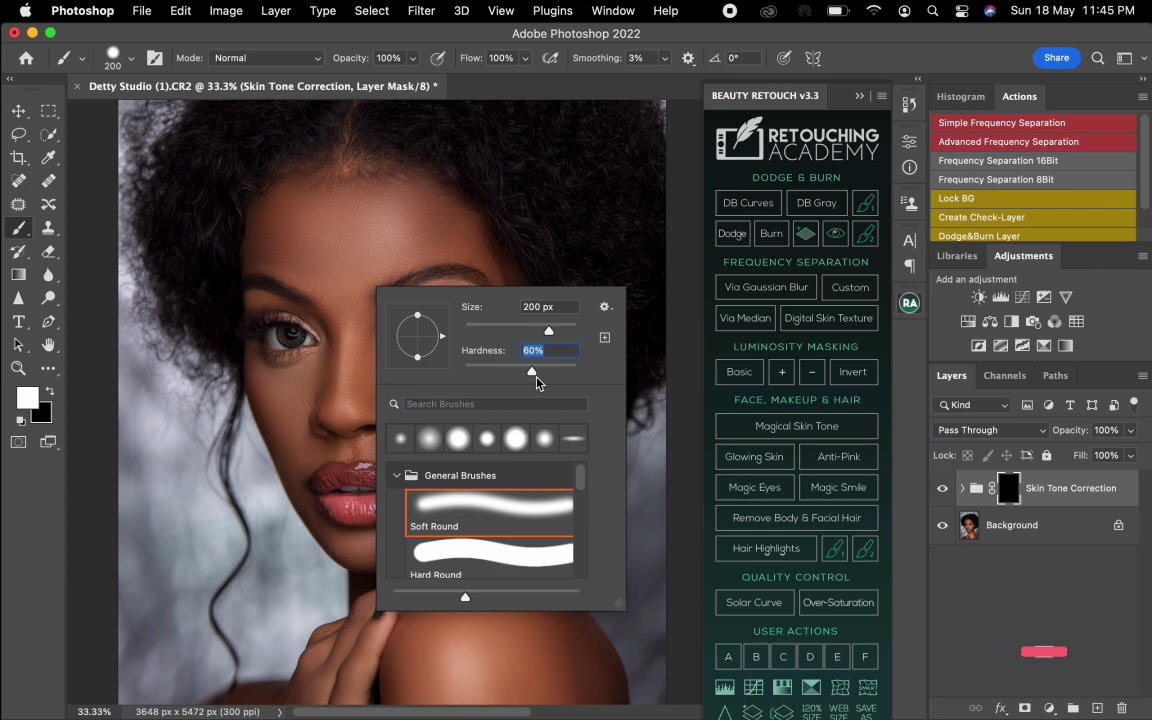 Photoshop File Edit Image Layer Type Select Filter 3D View Plugins Window Help Sun 18 May 11:45 PM
Adobe Photoshop 2022
200 Mode: Normal Opacity: 100% Flow: 100% Smoothing: 3% 0° Share
Detty Studio (1).CR2 @ 33.3% (Skin Tone Correction, Layer Mask/8) *
BEAUTY RETOUCH v3.3
RETOUCHING
ACADEMY
DODGE & BURN
DB Curves DB Gray 1
Dodge Burn 2
FREQUENCY SEPARATION
Via Gaussian Blur Custom
Via Median Digital Skin Texture
LUMINOSITY MASKING
Basic + − Invert
FACE, MAKEUP & HAIR
Magical Skin Tone
Glowing Skin Anti-Pink
Magic Eyes Magic Smile
Remove Body & Facial Hair
Hair Highlights 1 2
QUALITY CONTROL
Solar Curve Over-Saturation
USER ACTIONS
A B C D E F
SMART
120% SIZE WEB SIZE SAVE AS
Size: 200 px
Hardness: 60%
Search Brushes
General Brushes
Soft Round
Hard Round
RA
Histogram Actions
Simple Frequency Separation
Advanced Frequency Separation
Frequency Separation 16Bit
Frequency Separation 8Bit
Lock BG
Create Check-Layer
Dodge&Burn Layer
Libraries Adjustments
Add an adjustment
Layers Channels Paths
Kind
Pass Through Opacity: 100%
Lock: Fill: 100%
Skin Tone Correction
Background
33.33% 3648 px x 5472 px (300 ppi)